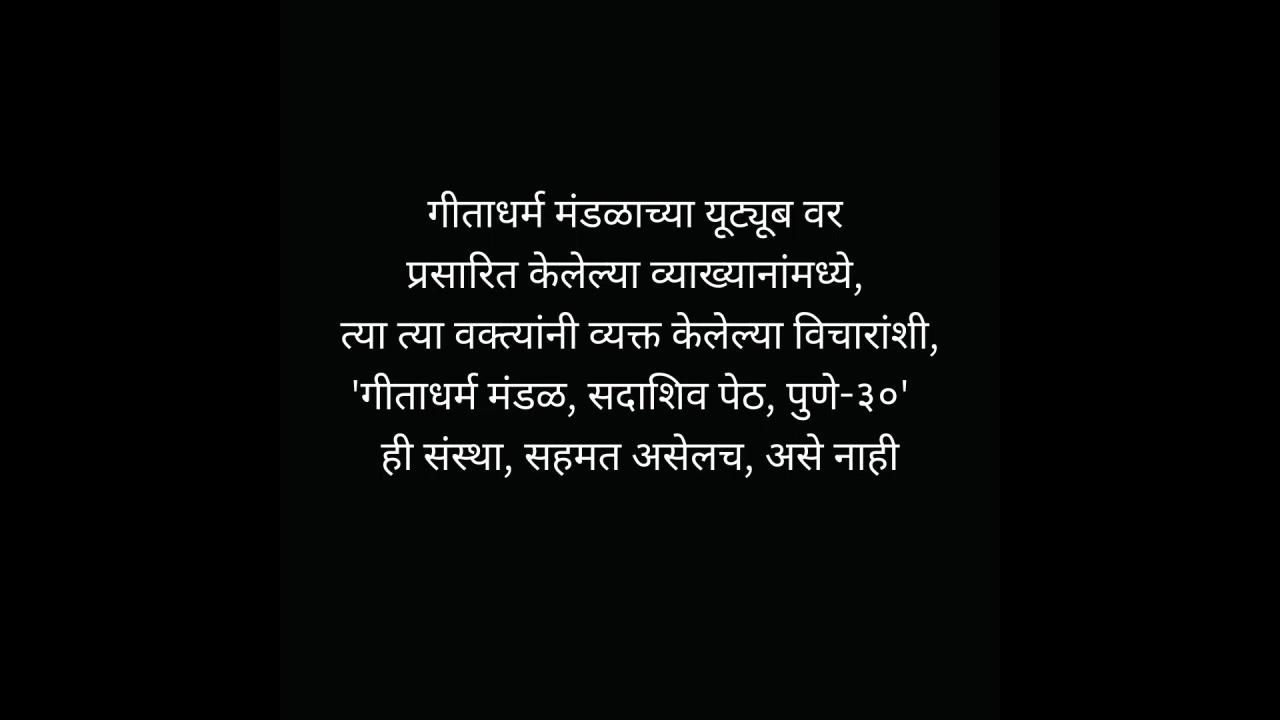 गीताधर्म मंडळाच्या यूट्यूब वर
प्रसारित केलेल्या व्याख्यानांमध्ये,
त्या त्या वक्त्यांनी व्यक्त केलेल्या विचारांशी,
'गीताधर्म मंडळ, सदाशिव पेठ, पुणे-३०'
ही संस्था, सहमत असेलच, असे नाही